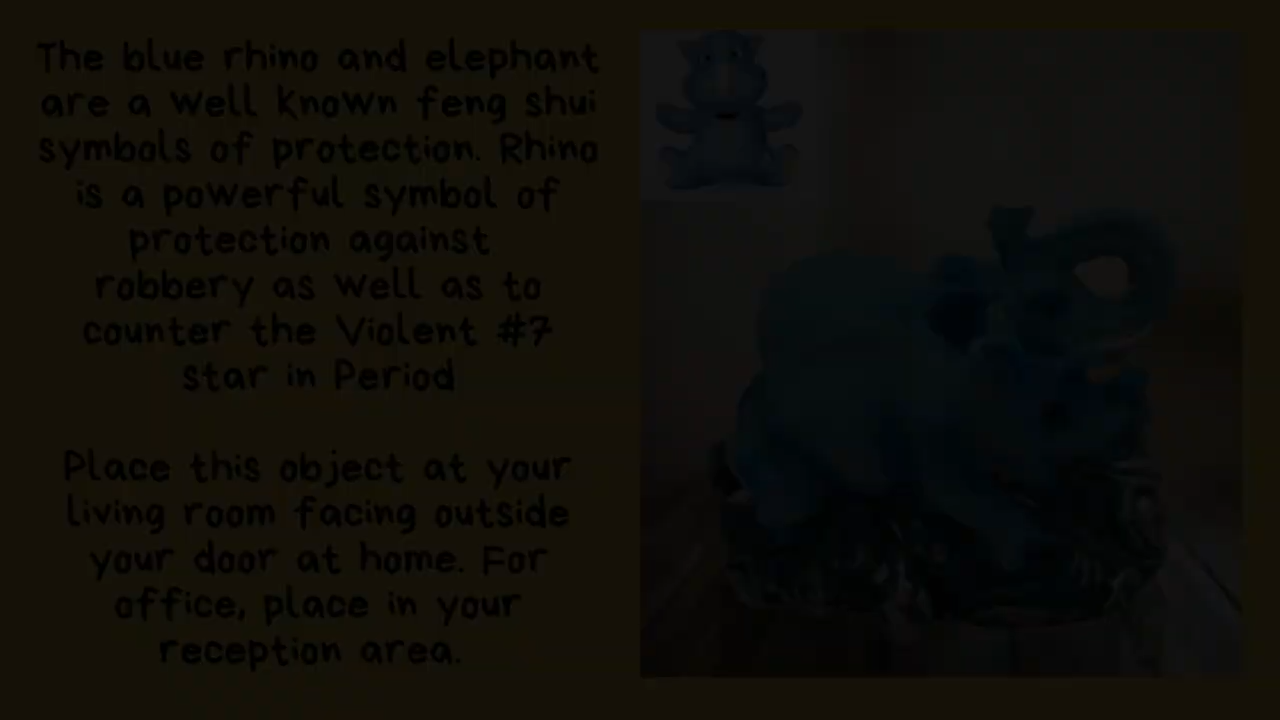 The blue rhino and elephant
are a well known feng shui
symbols of protection. Rhino
is a powerful symbol of
protection against
robbery as well as to
counter the Violent #7
star in Period
Place this object at your
living room facing outside
your door at home. For
office, place in your
reception area.